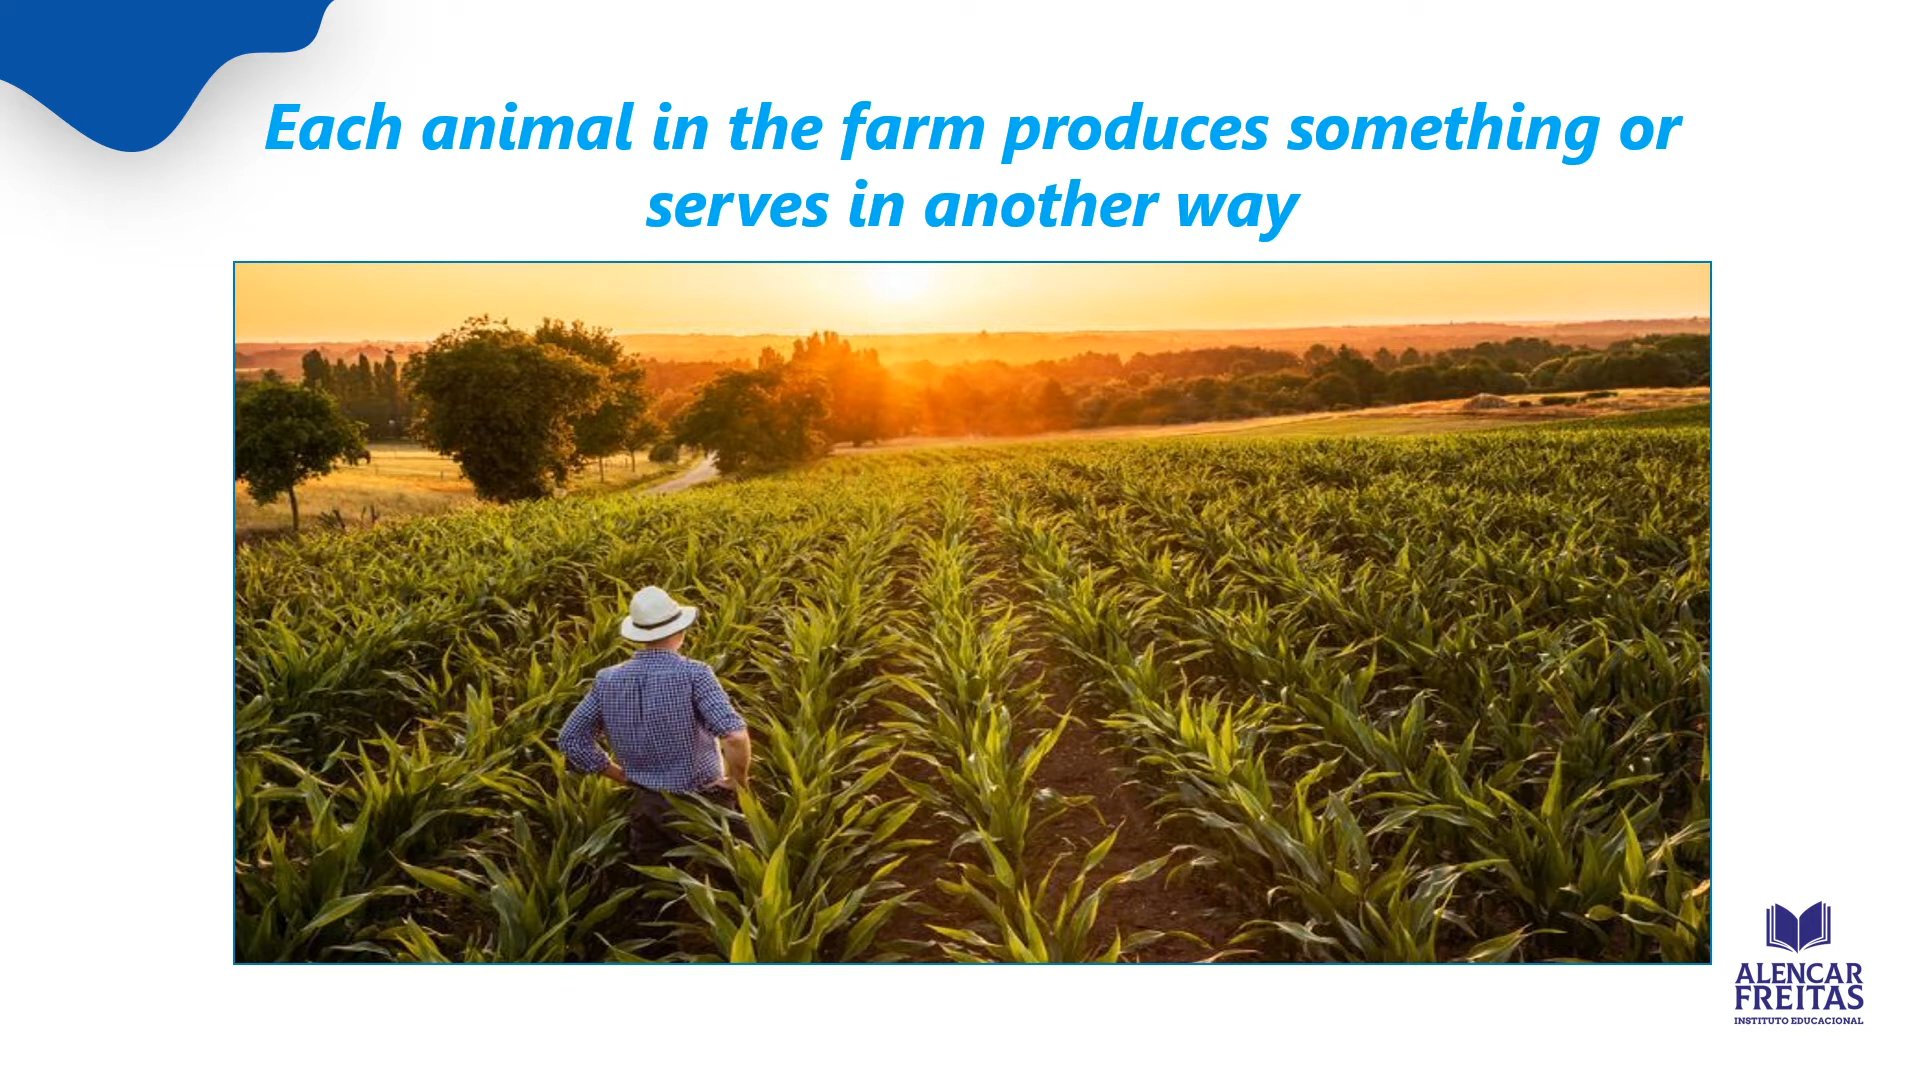 Each animal in the farm produces something or
serves in another way
ALENCAR
FREITAS
INSTITUTO EDUCACIONAL